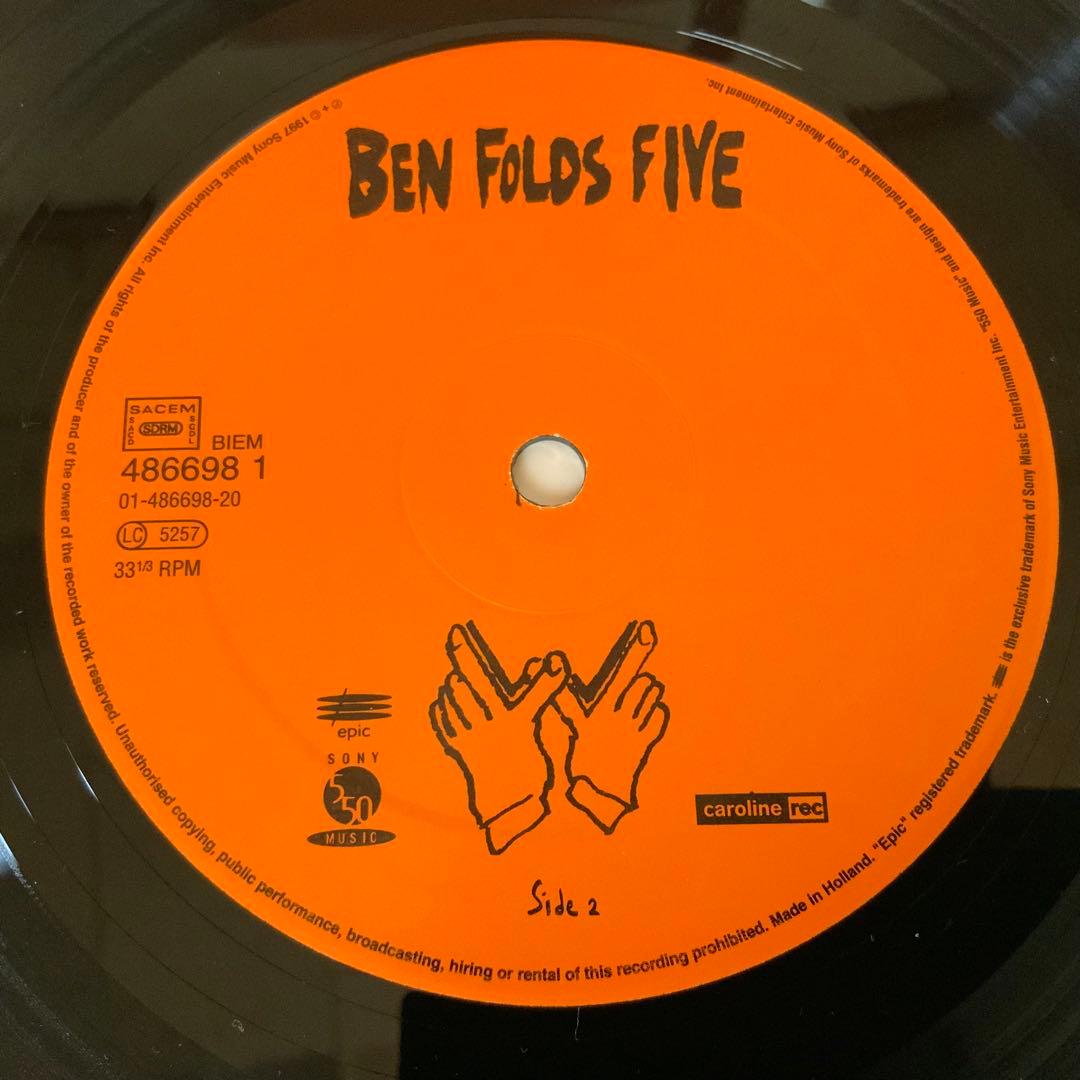 BEN FOLDS FIVE
SACEM
SACD
SDRM
SGDL
BIEM
486698 1
01-486698-20
LC 5257
33 1/3 RPM
epic
SONY
550
MUSIC
caroline rec
Side 2
℗ + © 1997 Sony Music Entertainment Inc. All rights of the producer and of the owner of the recorded work reserved. Unauthorised copying, public performance, broadcasting, hiring or rental of this recording prohibited. Made in Holland. "Epic" registered trademark. is the exclusive trademark of Sony Music Entertainment Inc. "550 Music" and design are trademarks of Sony Music Entertainment Inc.